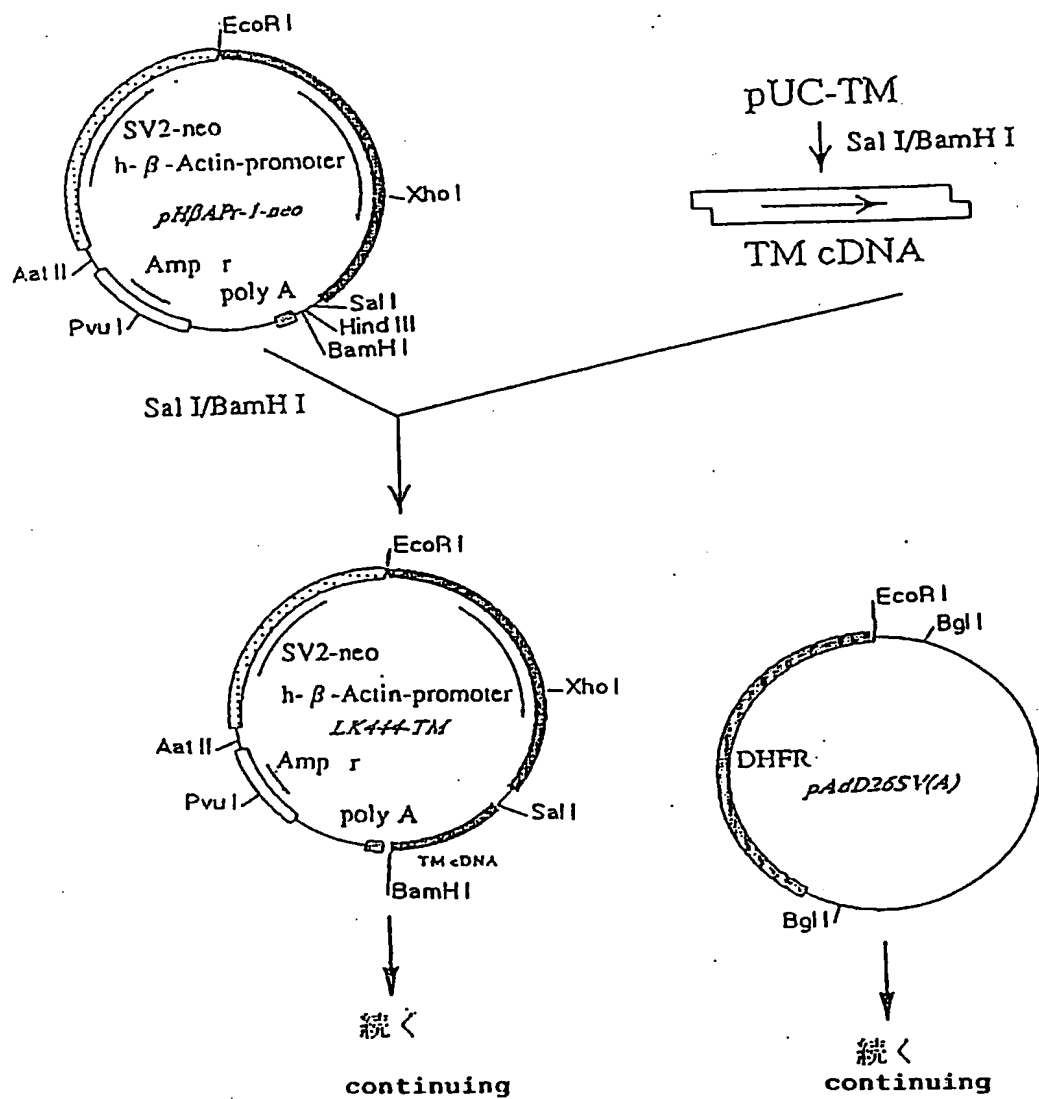 EcoR I
SV2-neo
h-β-Actin-promoter
pHβAPr-1-neo
Xho I
Aat II
Amp r
poly A
Pvu I
Sal I
Hind III
BamH I
pUC-TM
Sal I/BamH I
TM cDNA
Sal I/BamH I
EcoR I
SV2-neo
h-β-Actin-promoter
LK444-TM
Xho I
Aat II
Amp r
Pvu I
poly A
Sal I
TM cDNA
BamH I
続く
continuing
EcoR I
Bgl I
DHFR
pAdD26SV(A)
Bgl I
続く
continuing